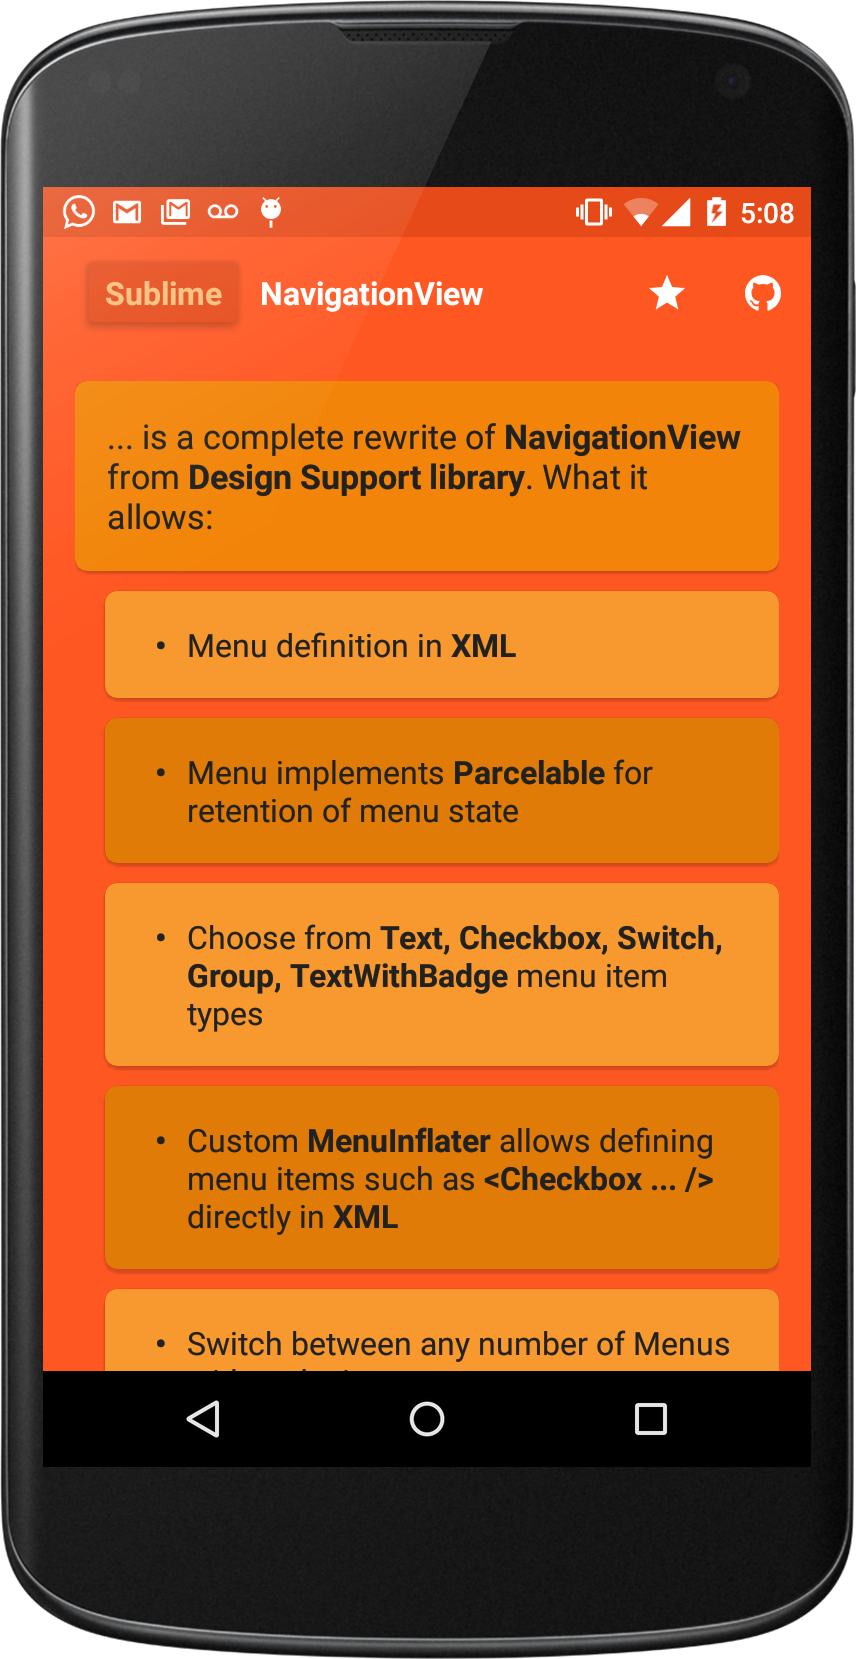 5:08
Sublime NavigationView
... is a complete rewrite of NavigationView
from Design Support library. What it
allows:
• Menu definition in XML
• Menu implements Parcelable for
retention of menu state
• Choose from Text, Checkbox, Switch,
Group, TextWithBadge menu item
types
• Custom MenuInflater allows defining
menu items such as <Checkbox ... />
directly in XML
• Switch between any number of Menus